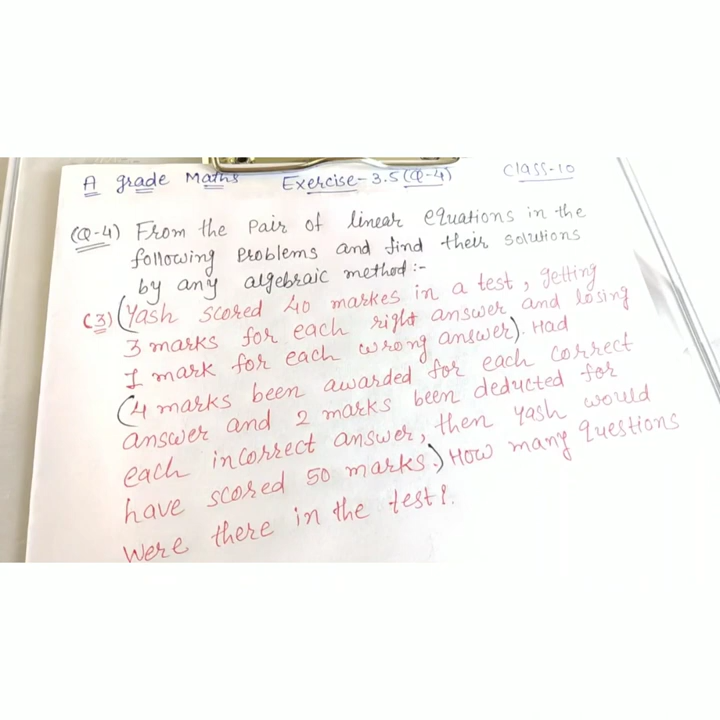 A grade Maths Exercise-3.5(Q-4) Class-10
(Q-4) From the Pair of linear equations in the
following problems and find their solutions
by any algebraic method:-
(3) (Yash scored 40 markes in a test, getting
3 marks for each right answer and losing
1 mark for each wrong answer). Had
(4 marks been awarded for each correct
answer and 2 marks been deducted for
each incorrect answer, then Yash would
have scored 50 marks.) How many questions
Were there in the test?.